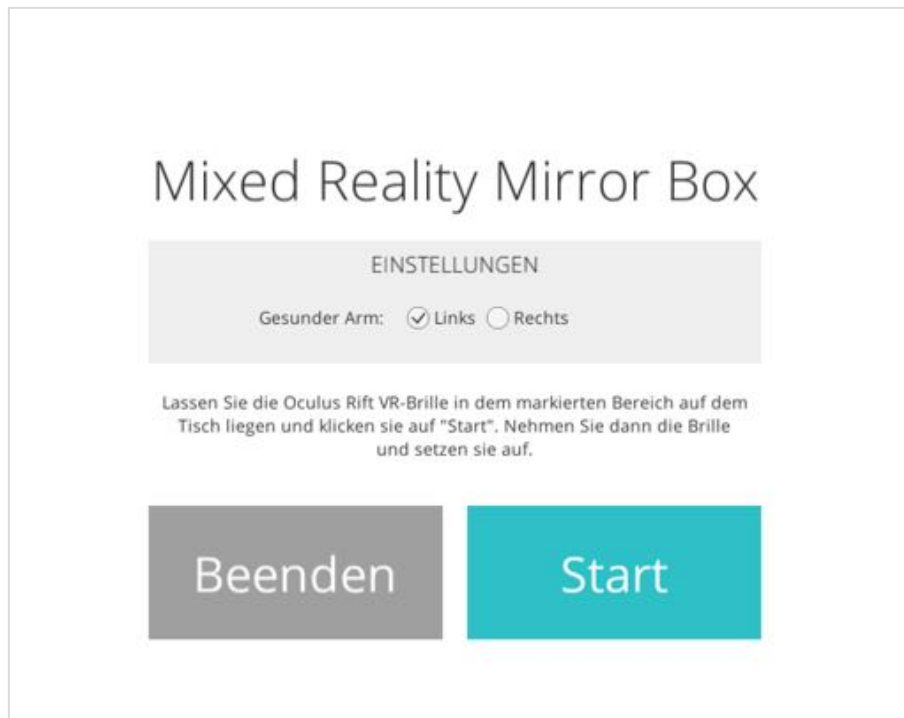 Mixed Reality Mirror Box
EINSTELLUNGEN
Gesunder Arm: Links Rechts
Lassen Sie die Oculus Rift VR-Brille in dem markierten Bereich auf dem
Tisch liegen und klicken sie auf "Start". Nehmen Sie dann die Brille
und setzen sie auf.
Beenden Start